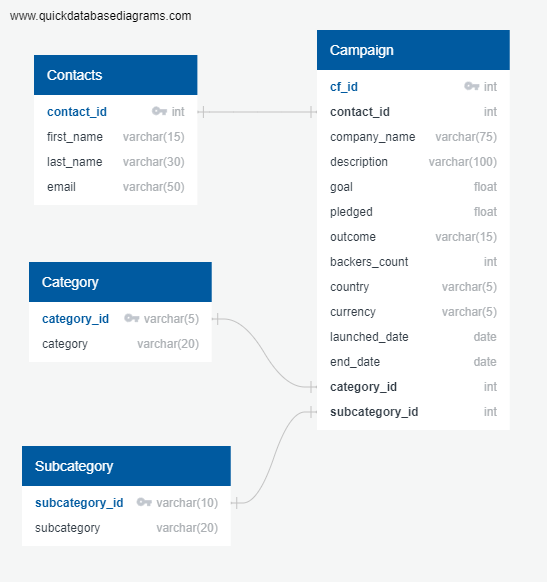 www.quickdatabasediagrams.com
Contacts
contact_id int
first_name varchar(15)
last_name varchar(30)
email varchar(50)
Campaign
cf_id int
contact_id int
company_name varchar(75)
description varchar(100)
goal float
pledged float
outcome varchar(15)
backers_count int
country varchar(5)
currency varchar(5)
launched_date date
end_date date
category_id int
subcategory_id int
Category
category_id varchar(5)
category varchar(20)
Subcategory
subcategory_id varchar(10)
subcategory varchar(20)